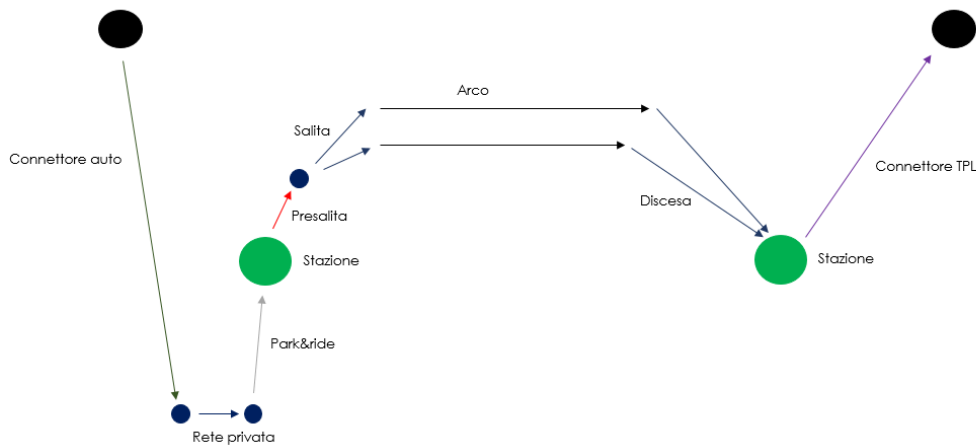 Arco
Salita
Connettore auto
Connettore TPL
Presalita
Discesa
Stazione
Stazione
Park&ride
Rete privata